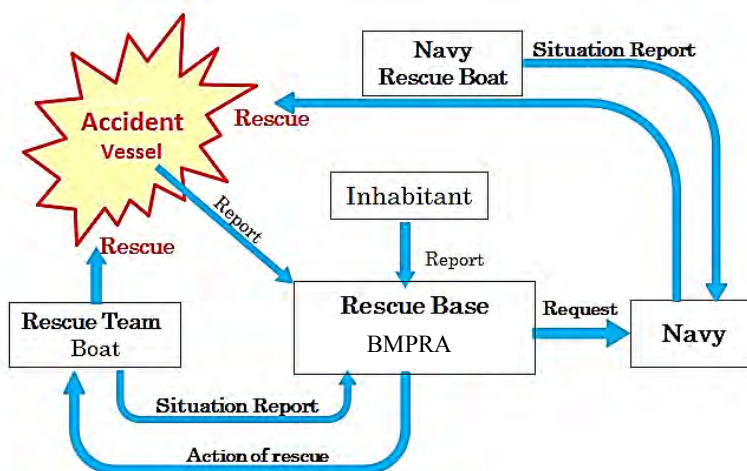 Navy
Rescue Boat
Situation Report
Accident
Vessel
Rescue
Inhabitant
Report
Report
Rescue
Rescue Base
BMPRA
Request
Navy
Rescue Team
Boat
Situation Report
Action of rescue